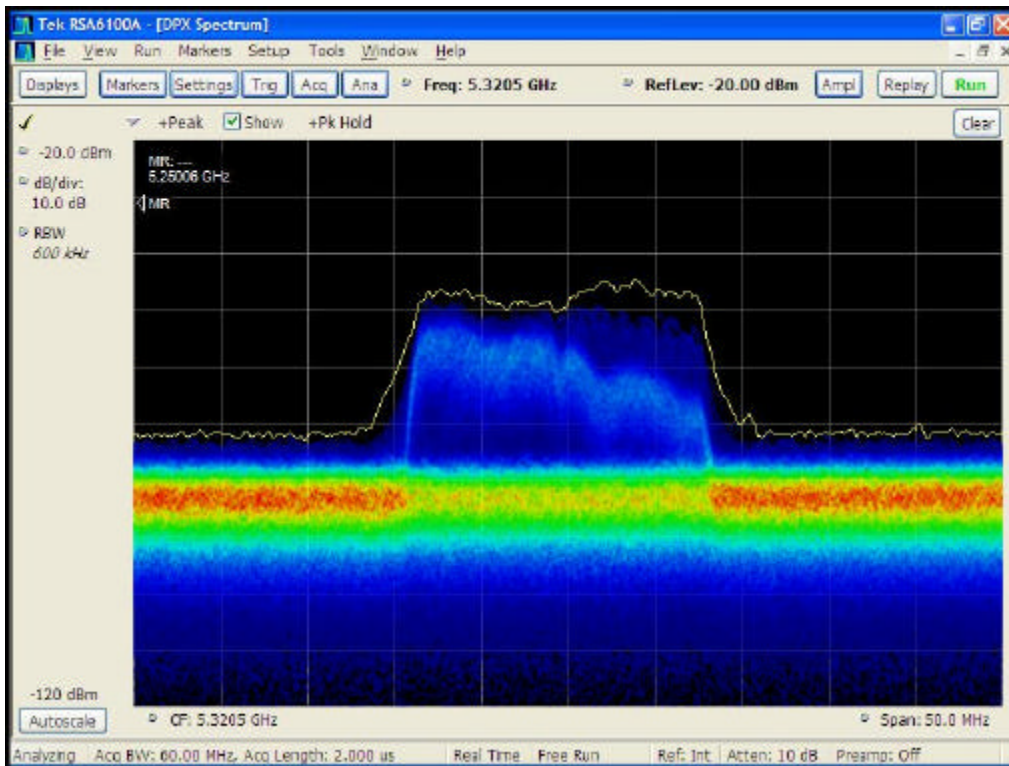 Tek RSA6100A - [DPX Spectrum]
File View Run Markers Setup Tools Window Help
Displays Markers Settings Trig Acq Ana Freq: 5.3205 GHz RefLev: -20.00 dBm Ampl Replay Run
+Peak Show +Pk Hold Clear
-20.0 dBm
dB/div:
10.0 dB
RBW
600 kHz
MR: ---
5.25006 GHz
MR
-120 dBm
Autoscale CF: 5.3205 GHz Span: 50.0 MHz
Analyzing Acq BW: 60.00 MHz, Acq Length: 2.000 us Real Time Free Run Ref: Int Atten: 10 dB Preamp: Off